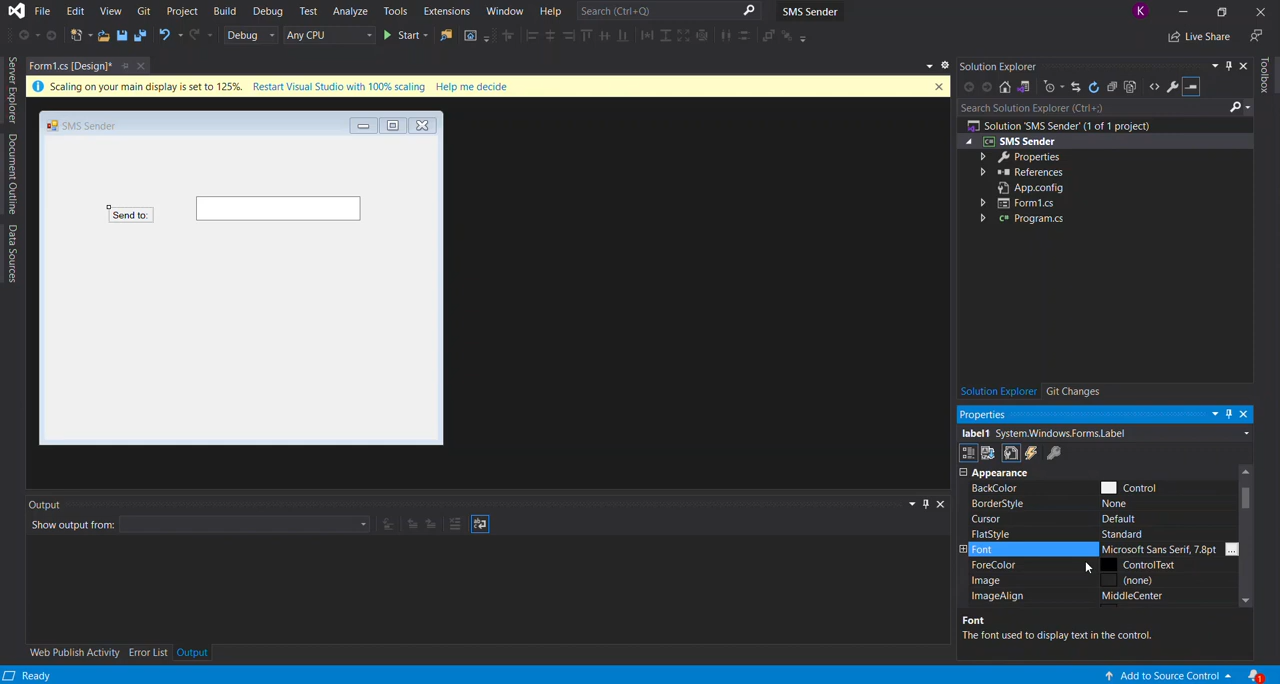 File Edit View Git Project Build Debug Test Analyze Tools Extensions Window Help Search (Ctrl+Q) SMS Sender K
Debug Any CPU Start Live Share
Form1.cs [Design]*
Scaling on your main display is set to 125%. Restart Visual Studio with 100% scaling Help me decide
Server Explorer
Document Outline
Data Sources
SMS Sender
Send to:
Output
Show output from:
Web Publish Activity Error List Output
Solution Explorer
Search Solution Explorer (Ctrl+;)
Solution 'SMS Sender' (1 of 1 project)
C# SMS Sender
Properties
References
App.config
Form1.cs
C# Program.cs
Solution Explorer Git Changes
Properties
label1 System.Windows.Forms.Label
Appearance
BackColor Control
BorderStyle None
Cursor Default
FlatStyle Standard
Font Microsoft Sans Serif, 7.8pt ...
ForeColor ControlText
Image (none)
ImageAlign MiddleCenter
Font
The font used to display text in the control.
Toolbox
Ready Add to Source Control 1